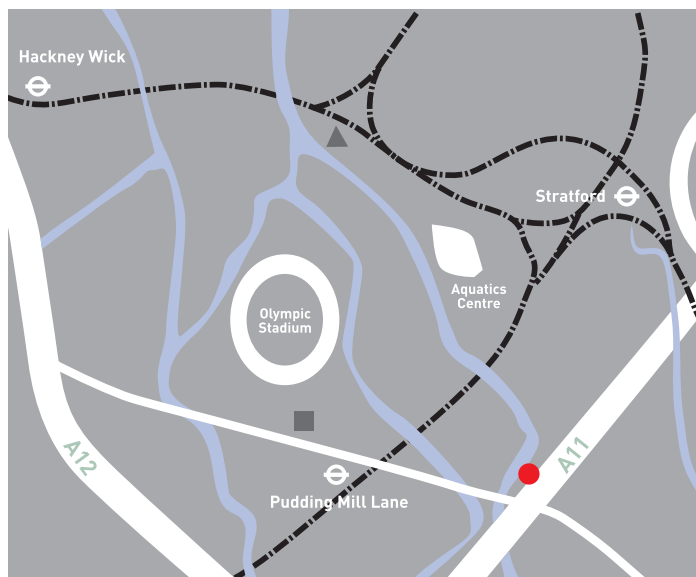 Hackney Wick
Stratford
Aquatics
Centre
Olympic
Stadium
A12
A11
Pudding Mill Lane